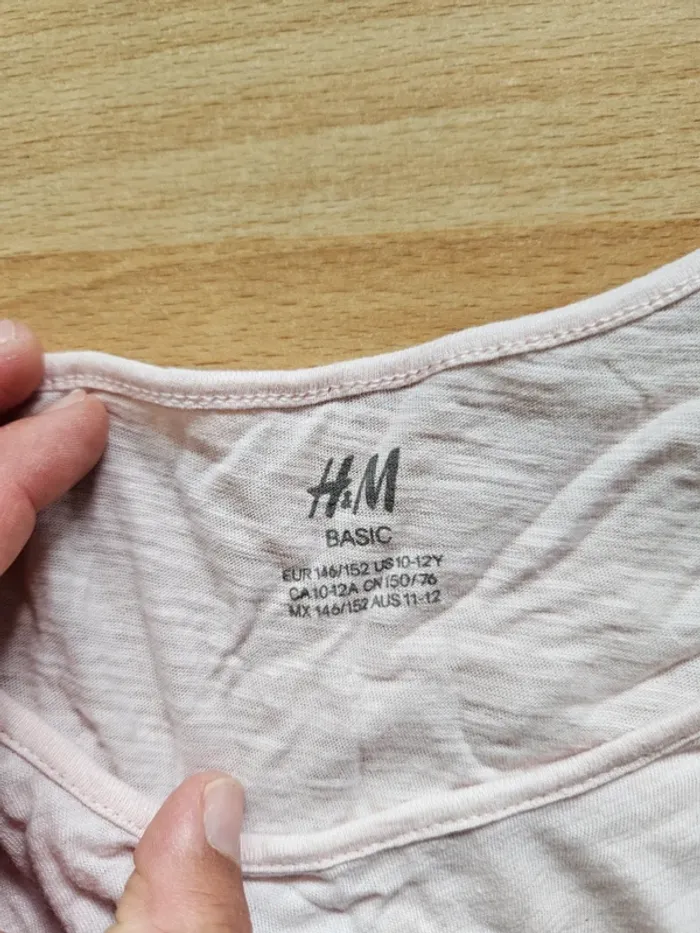 H&M
BASIC
EUR 146/152 US 10-12Y
CA 10-12A CN 150/76
MX 146/152 AUS 11-12